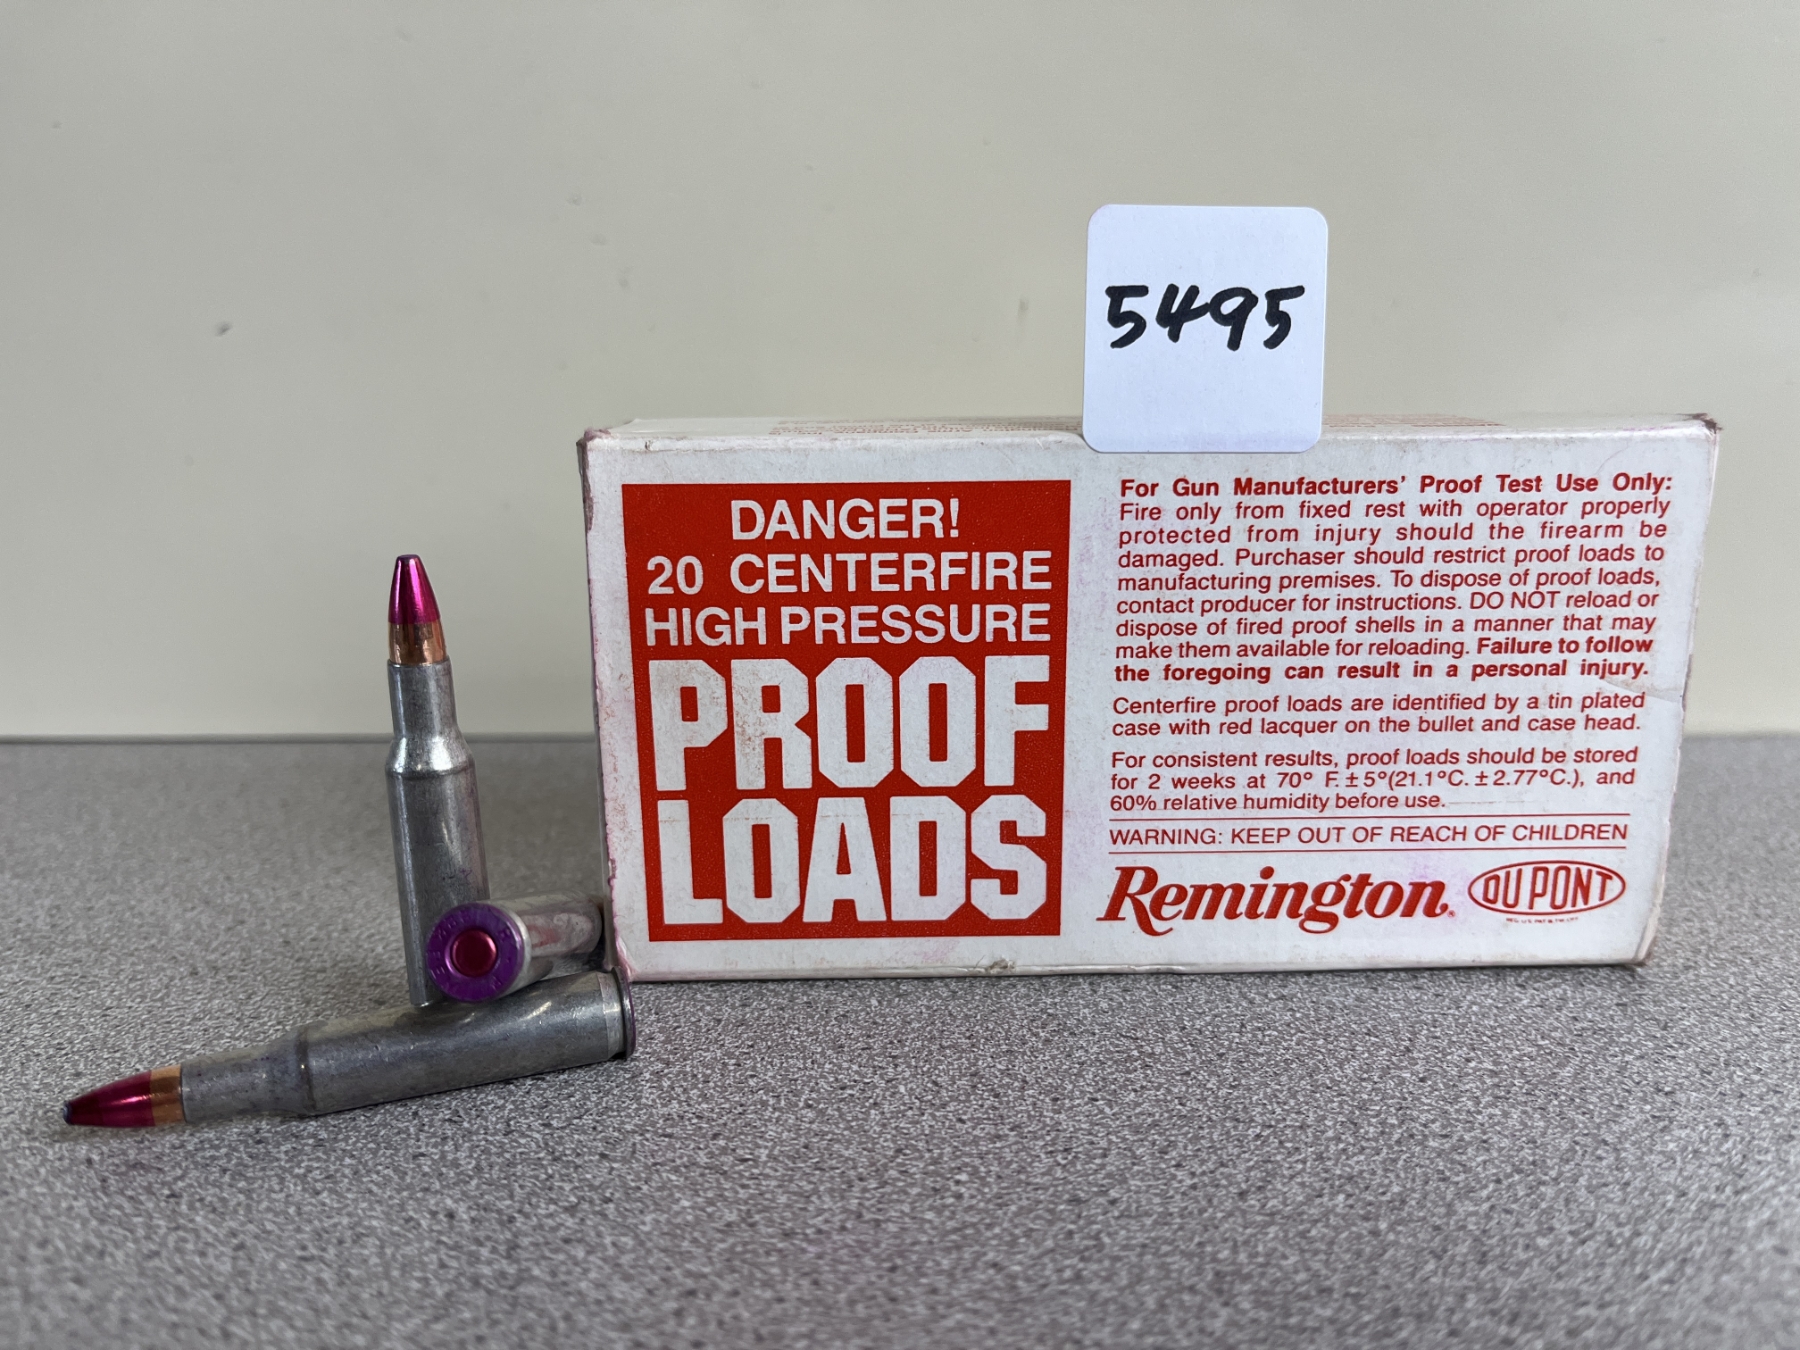 5495
DANGER!
20 CENTERFIRE
HIGH PRESSURE
PROOF
LOADS
For Gun Manufacturers' Proof Test Use Only:
Fire only from fixed rest with operator properly
protected from injury should the firearm be
damaged. Purchaser should restrict proof loads to
manufacturing premises. To dispose of proof loads,
contact producer for instructions. DO NOT reload or
dispose of fired proof shells in a manner that may
make them available for reloading. Failure to follow
the foregoing can result in a personal injury.
Centerfire proof loads are identified by a tin plated
case with red lacquer on the bullet and case head.
For consistent results, proof loads should be stored
for 2 weeks at 70° F. ± 5°(21.1°C. ± 2.77°C.), and
60% relative humidity before use.
WARNING: KEEP OUT OF REACH OF CHILDREN
Remington.
DU PONT